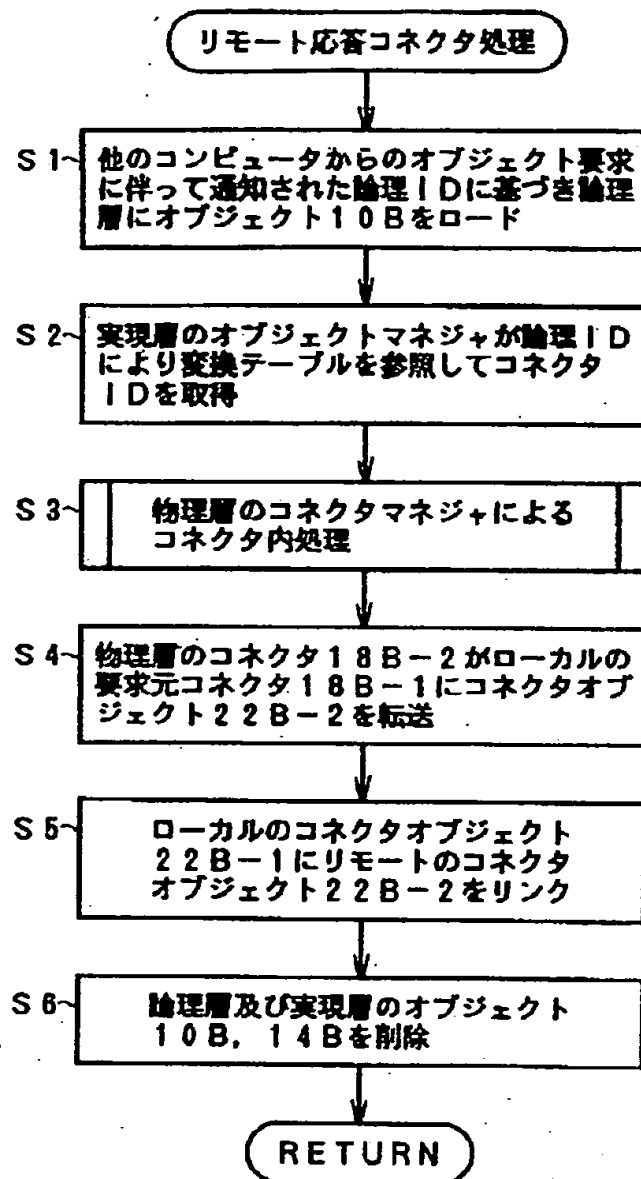 リモート応答コネクタ処理
S1 他のコンピュータからのオブジェクト要求
に伴って通知された論理IDに基づき論理
層にオブジェクト10Bをロード
S2 実現層のオブジェクトマネジャが論理ID
により変換テーブルを参照してコネクタ
IDを取得
S3 物理層のコネクタマネジャによる
コネクタ内処理
S4 物理層のコネクタ18B-2がローカルの
要求元コネクタ18B-1にコネクタオブ
ジェクト22B-2を転送
S5 ローカルのコネクタオブジェクト
22B-1にリモートのコネクタ
オブジェクト22B-2をリンク
S6 論理層及び実現層のオブジェクト
10B,14Bを削除
RETURN